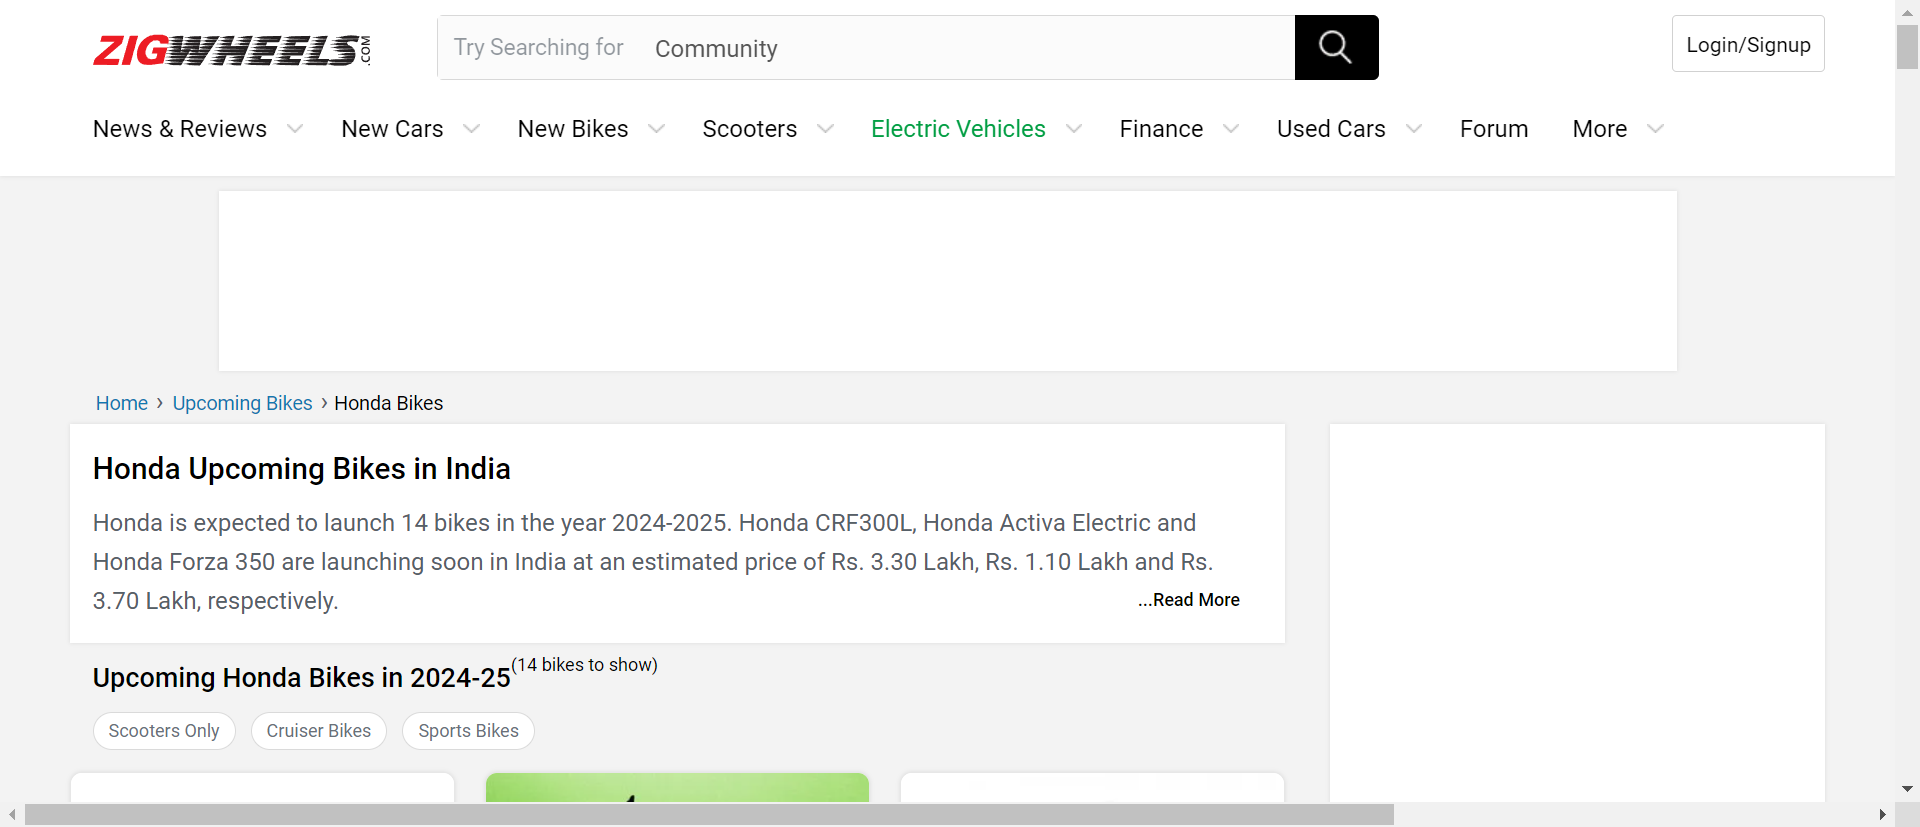 ZIGWHEELS.COM
Try Searching for Community
Login/Signup
News & Reviews New Cars New Bikes Scooters Electric Vehicles Finance Used Cars Forum More
Home › Upcoming Bikes › Honda Bikes
Honda Upcoming Bikes in India
Honda is expected to launch 14 bikes in the year 2024-2025. Honda CRF300L, Honda Activa Electric and
Honda Forza 350 are launching soon in India at an estimated price of Rs. 3.30 Lakh, Rs. 1.10 Lakh and Rs.
3.70 Lakh, respectively.
...Read More
Upcoming Honda Bikes in 2024-25 (14 bikes to show)
Scooters Only Cruiser Bikes Sports Bikes